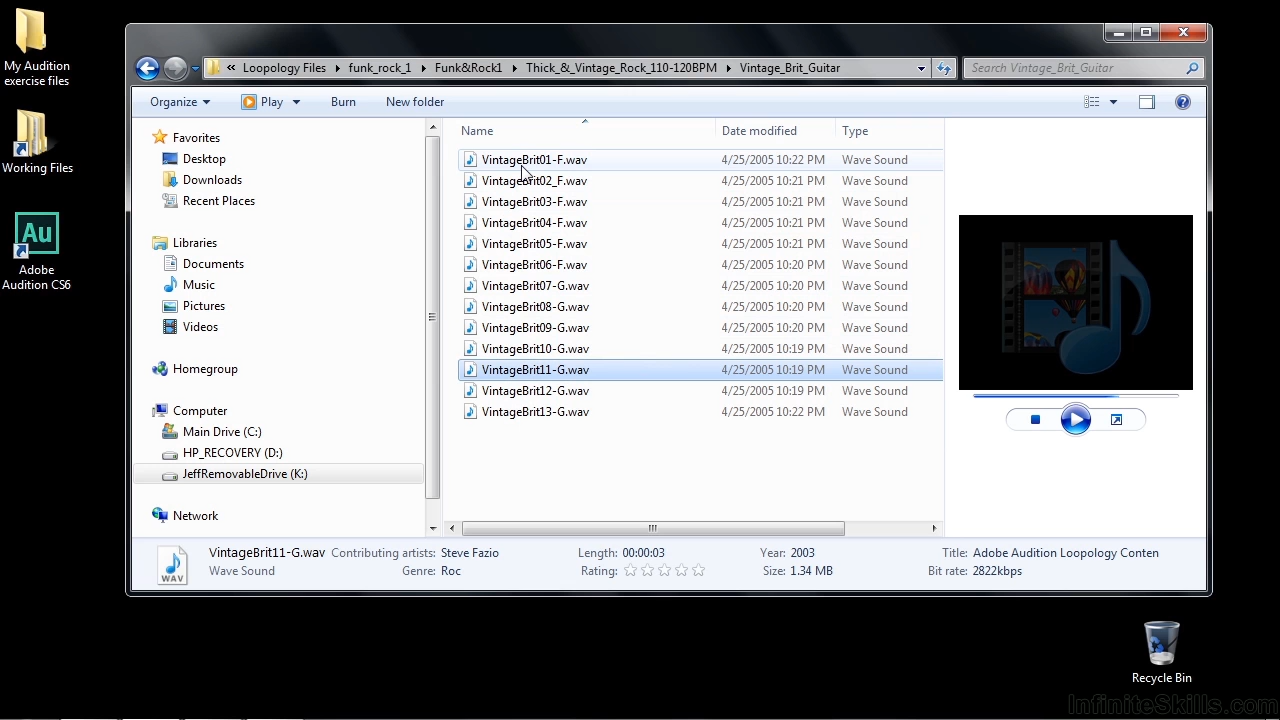 My Audition
exercise files
Working Files
Au
Adobe
Audition CS6
Recycle Bin
« Loopology Files funk_rock_1 Funk&Rock1 Thick_&_Vintage_Rock_110-120BPM Vintage_Brit_Guitar
Search Vintage_Brit_Guitar
Organize Play Burn New folder
Favorites
Desktop
Downloads
Recent Places
Libraries
Documents
Music
Pictures
Videos
Homegroup
Computer
Main Drive (C:)
HP_RECOVERY (D:)
JeffRemovableDrive (K:)
Network
Name Date modified Type
VintageBrit01-F.wav 4/25/2005 10:22 PM Wave Sound
VintageBrit02_F.wav 4/25/2005 10:21 PM Wave Sound
VintageBrit03-F.wav 4/25/2005 10:21 PM Wave Sound
VintageBrit04-F.wav 4/25/2005 10:21 PM Wave Sound
VintageBrit05-F.wav 4/25/2005 10:21 PM Wave Sound
VintageBrit06-F.wav 4/25/2005 10:20 PM Wave Sound
VintageBrit07-G.wav 4/25/2005 10:20 PM Wave Sound
VintageBrit08-G.wav 4/25/2005 10:20 PM Wave Sound
VintageBrit09-G.wav 4/25/2005 10:20 PM Wave Sound
VintageBrit10-G.wav 4/25/2005 10:19 PM Wave Sound
VintageBrit11-G.wav 4/25/2005 10:19 PM Wave Sound
VintageBrit12-G.wav 4/25/2005 10:19 PM Wave Sound
VintageBrit13-G.wav 4/25/2005 10:22 PM Wave Sound
WAV
VintageBrit11-G.wav Contributing artists: Steve Fazio Length: 00:00:03 Year: 2003 Title: Adobe Audition Loopology Conten
Wave Sound Genre: Roc Rating: Size: 1.34 MB Bit rate: 2822kbps
InfiniteSkills.com